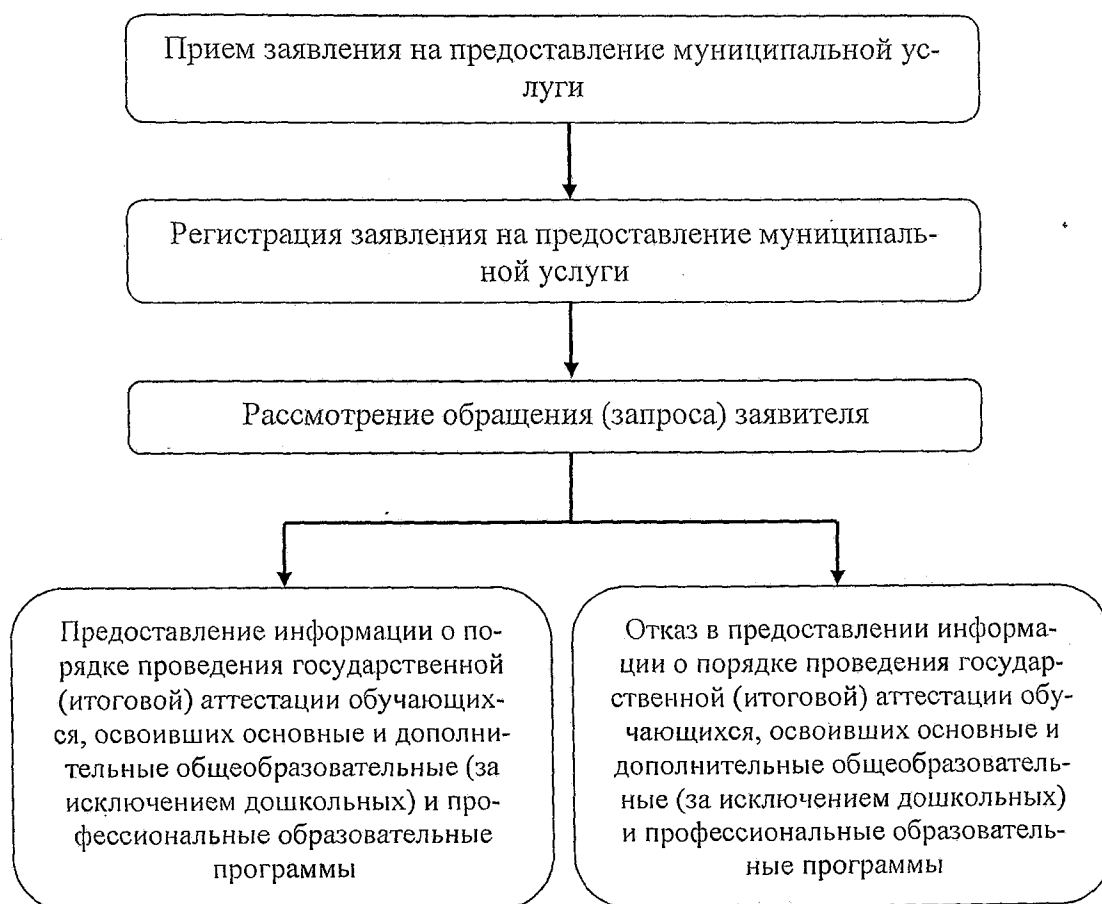 Прием заявления на предоставление муниципальной ус-
луги
Регистрация заявления на предоставление муниципаль-
ной услуги
Рассмотрение обращения (запроса) заявителя
Предоставление информации о по-
рядке проведения государственной
(итоговой) аттестации обучающих-
ся, освоивших основные и дополни-
тельные общеобразовательные (за
исключением дошкольных) и про-
фессиональные образовательные
программы
Отказ в предоставлении информа-
ции о порядке проведения государ-
ственной (итоговой) аттестации обу-
чающихся, освоивших основные и
дополнительные общеобразователь-
ные (за исключением дошкольных)
и профессиональные образователь-
ные программы